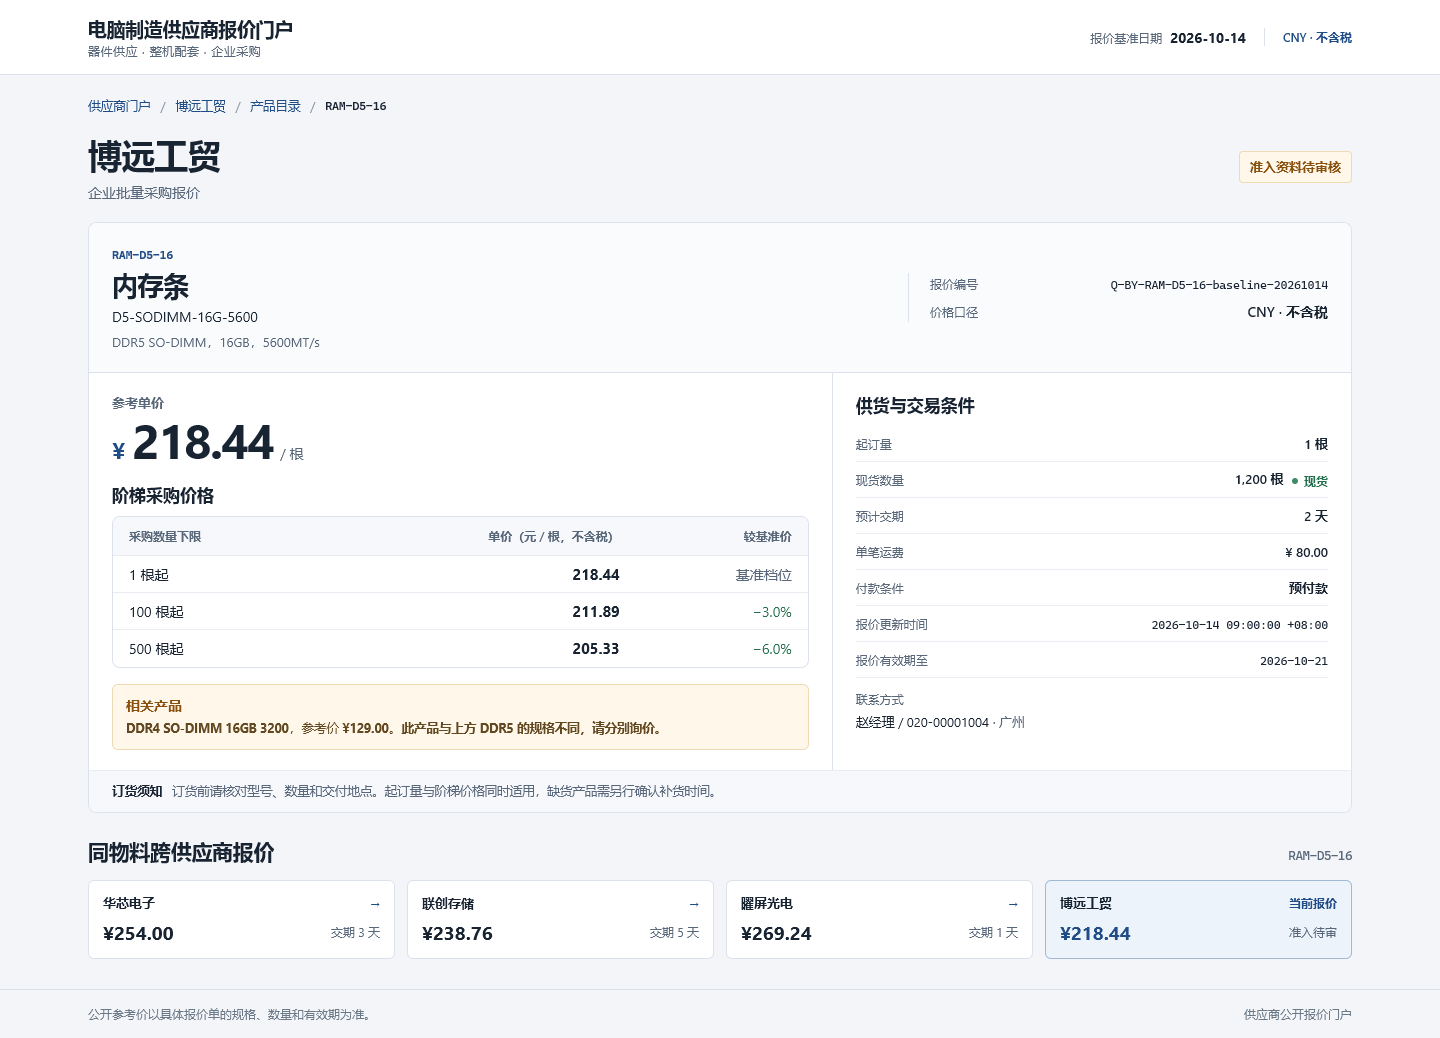 电脑制造供应商报价门户
器件供应 · 整机配套 · 企业采购
报价基准日期 2026-10-14 CNY · 不含税
供应商门户 / 博远工贸 / 产品目录 / RAM-D5-16
博远工贸
企业批量采购报价
准入资料待审核
RAM-D5-16
内存条
D5-SODIMM-16G-5600
DDR5 SO-DIMM，16GB，5600MT/s
报价编号 Q-BY-RAM-D5-16-baseline-20261014
价格口径 CNY · 不含税
参考单价
¥ 218.44 / 根
阶梯采购价格
采购数量下限 单价（元 / 根，不含税） 较基准价
1 根起 218.44 基准档位
100 根起 211.89 −3.0%
500 根起 205.33 −6.0%
相关产品
DDR4 SO-DIMM 16GB 3200，参考价 ¥129.00。此产品与上方 DDR5 的规格不同，请分别询价。
供货与交易条件
起订量 1 根
现货数量 1,200 根 ● 现货
预计交期 2 天
单笔运费 ¥ 80.00
付款条件 预付款
报价更新时间 2026-10-14 09:00:00 +08:00
报价有效期至 2026-10-21
联系方式
赵经理 / 020-00001004 · 广州
订货须知 订货前请核对型号、数量和交付地点。起订量与阶梯价格同时适用，缺货产品需另行确认补货时间。
同物料跨供应商报价 RAM-D5-16
华芯电子 →
¥254.00 交期 3 天
联创存储 →
¥238.76 交期 5 天
曜屏光电 →
¥269.24 交期 1 天
博远工贸 当前报价
¥218.44 准入待审
公开参考价以具体报价单的规格、数量和有效期为准。 供应商公开报价门户